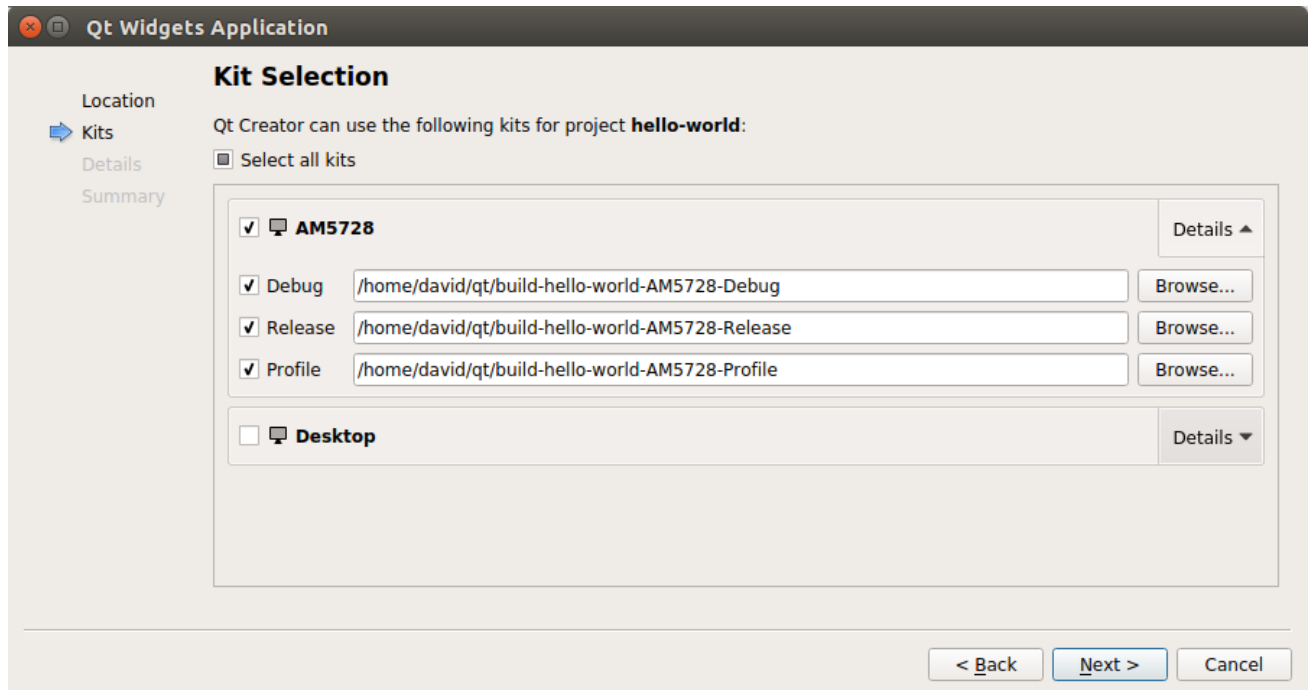 Qt Widgets Application
Location
Kits
Details
Summary
Kit Selection
Qt Creator can use the following kits for project hello-world:
Select all kits
AM5728
Details
Debug /home/david/qt/build-hello-world-AM5728-Debug Browse...
Release /home/david/qt/build-hello-world-AM5728-Release Browse...
Profile /home/david/qt/build-hello-world-AM5728-Profile Browse...
Desktop
Details
< Back Next > Cancel